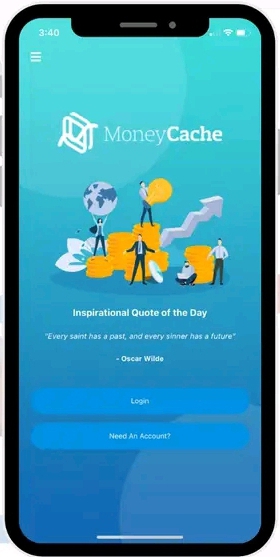 3:40
MoneyCache
Inspirational Quote of the Day
"Every saint has a past, and every sinner has a future"
- Oscar Wilde
Login
Need An Account?